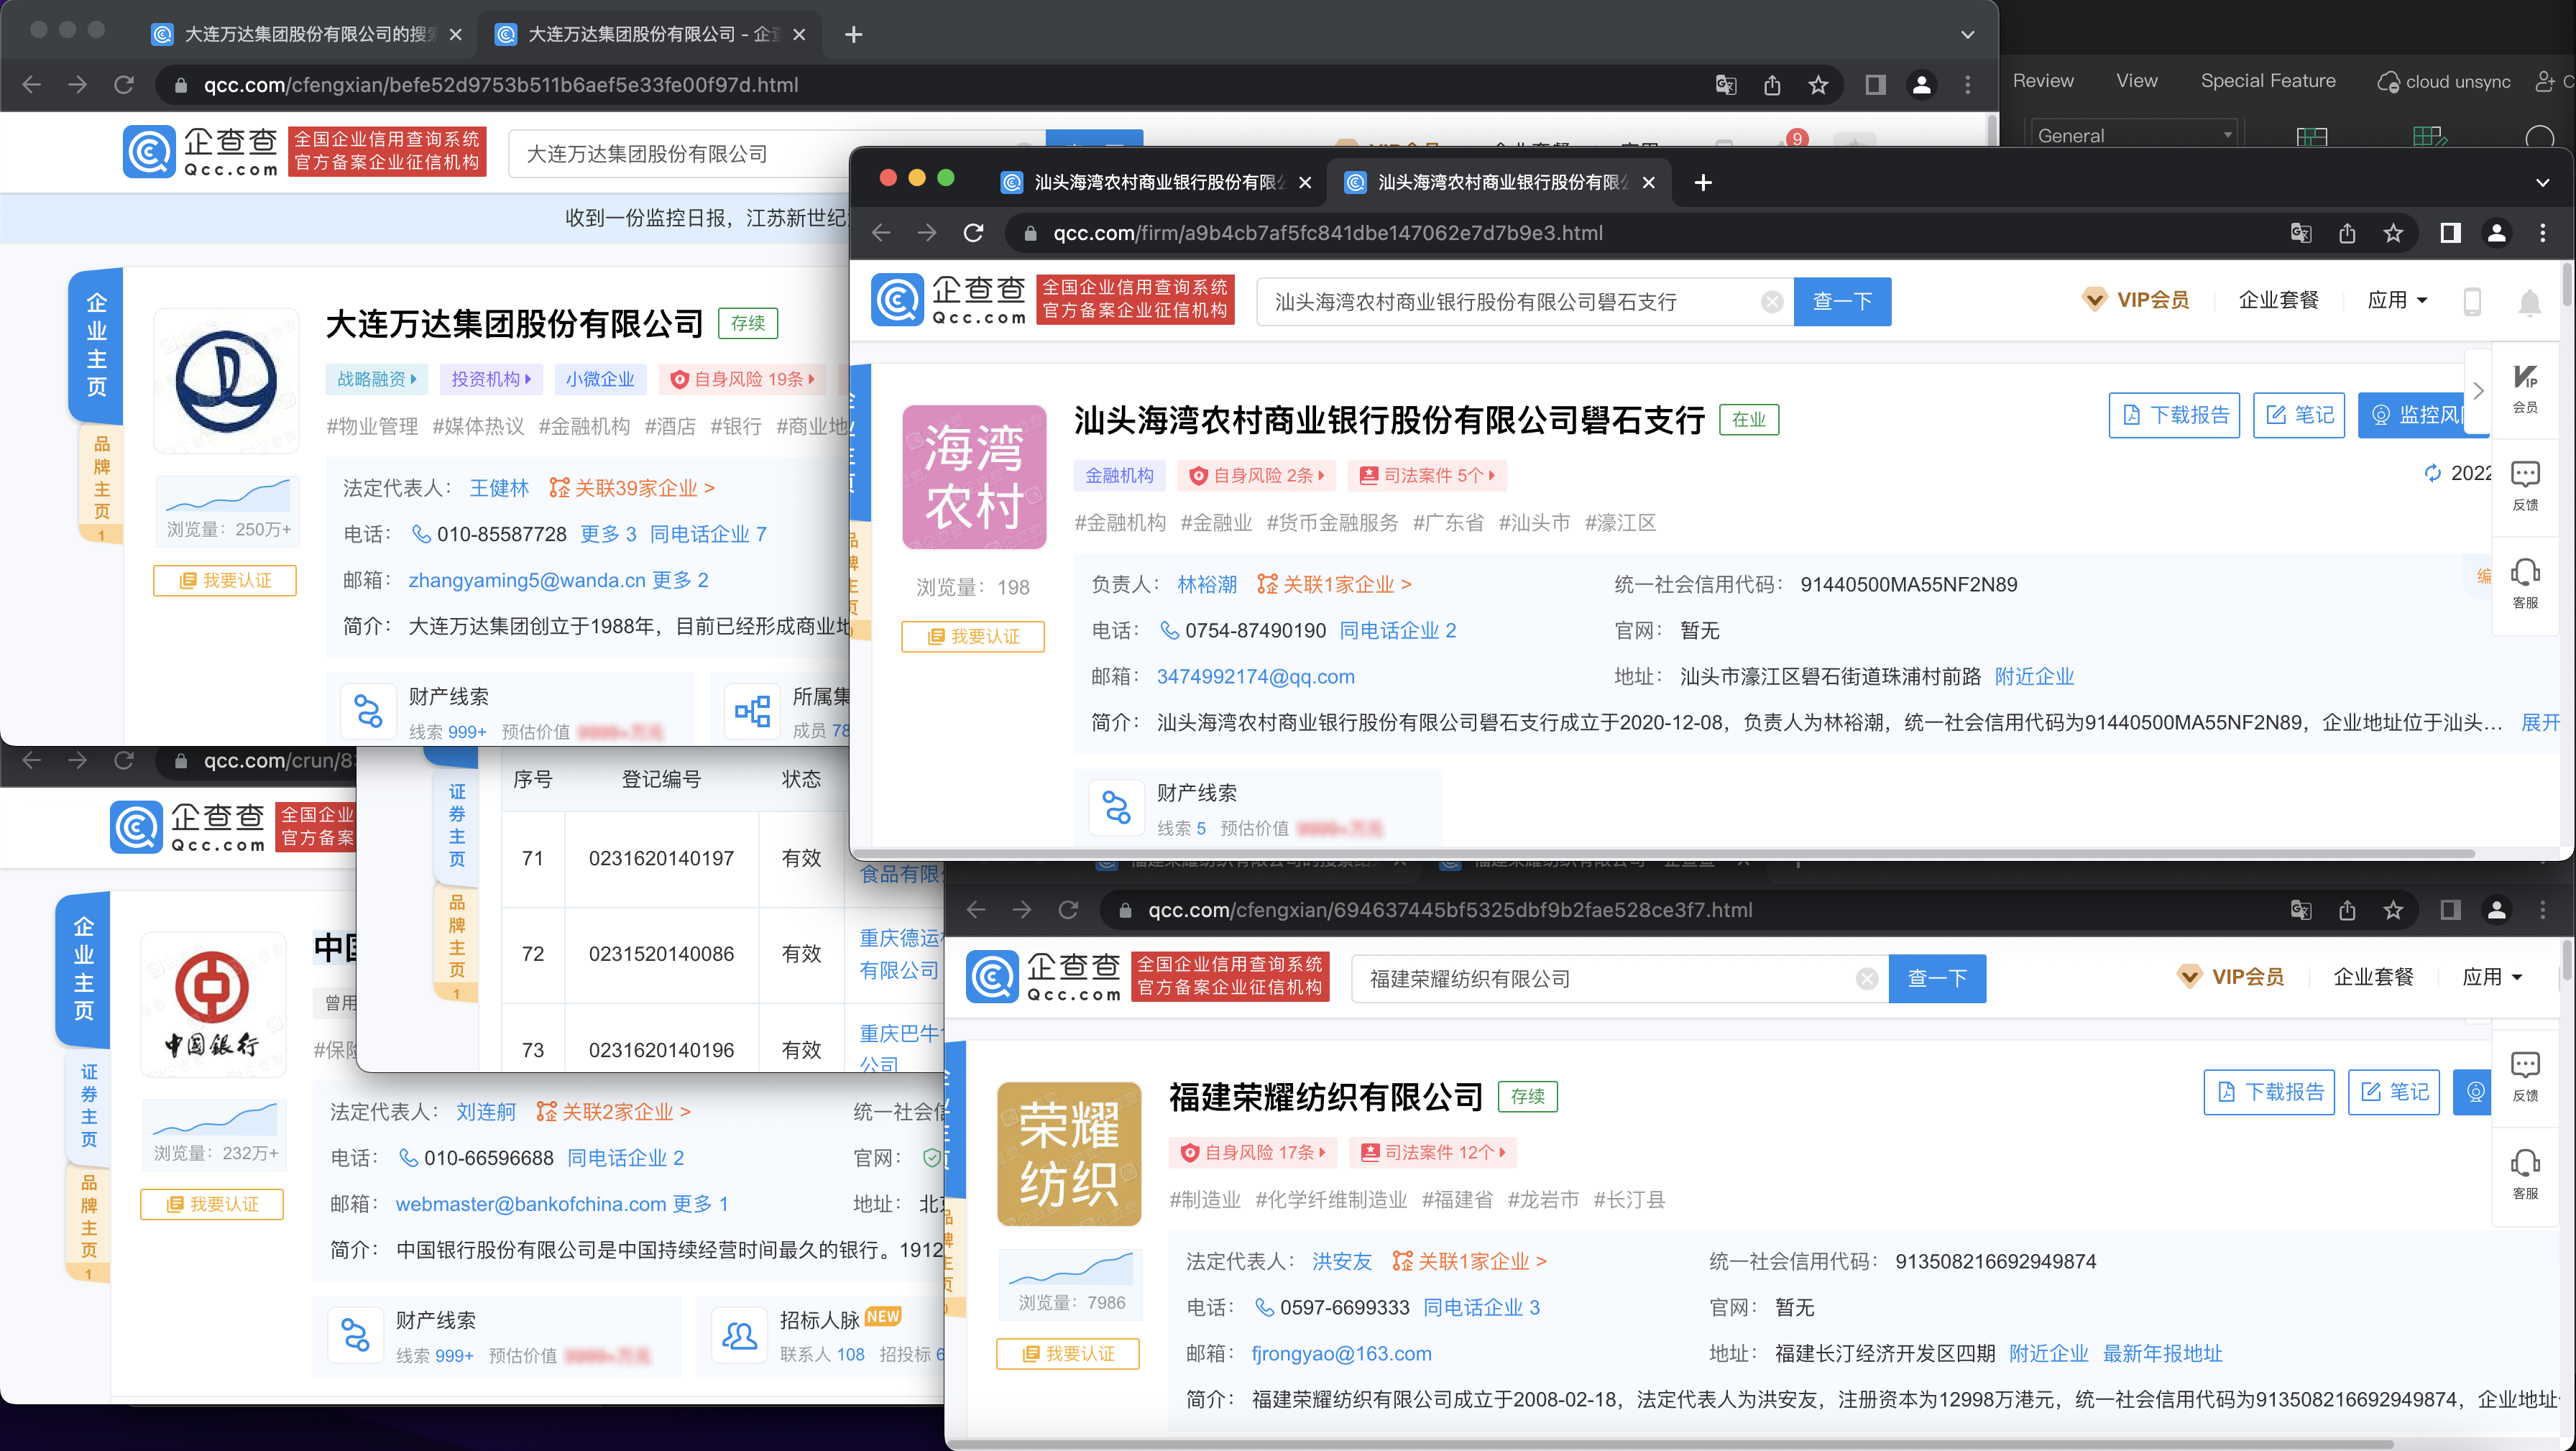 大连万达集团股份有限公司的搜索
大连万达集团股份有限公司 - 企查
qcc.com/cfengxian/befe52d9753b511b6aef5e33fe00f97d.html
Review View Special Feature cloud unsync
General
企查查
Qcc.com
全国企业信用查询系统
官方备案企业征信机构
大连万达集团股份有限公司
9
收到一份监控日报，江苏新世纪
企业主页
品牌主页
1
大连万达集团股份有限公司 存续
战略融资 投资机构 小微企业 自身风险 19条
#物业管理 #媒体热议 #金融机构 #酒店 #银行 #商业地
浏览量：250万+
我要认证
法定代表人： 王健林 关联39家企业 >
电话： 010-85587728 更多 3 同电话企业 7
邮箱： zhangyaming5@wanda.cn 更多 2
简介： 大连万达集团创立于1988年，目前已经形成商业地
财产线索
线索 999+ 预估价值
所属集
成员 78
汕头海湾农村商业银行股份有限公
汕头海湾农村商业银行股份有限公
qcc.com/firm/a9b4cb7af5fc841dbe147062e7d7b9e3.html
企查查
Qcc.com
全国企业信用查询系统
官方备案企业征信机构
汕头海湾农村商业银行股份有限公司礐石支行
查一下
VIP会员 企业套餐 应用
海湾
农村
浏览量：198
我要认证
汕头海湾农村商业银行股份有限公司礐石支行 在业
下载报告 笔记 监控风
金融机构 自身风险 2条 司法案件 5个
2022
#金融机构 #金融业 #货币金融服务 #广东省 #汕头市 #濠江区
负责人： 林裕潮 关联1家企业 > 统一社会信用代码： 91440500MA55NF2N89
电话： 0754-87490190 同电话企业 2 官网： 暂无
邮箱： 3474992174@qq.com 地址： 汕头市濠江区礐石街道珠浦村前路 附近企业
简介： 汕头海湾农村商业银行股份有限公司礐石支行成立于2020-12-08，负责人为林裕潮，统一社会信用代码为91440500MA55NF2N89，企业地址位于汕头... 展开
财产线索
线索 5 预估价值
VIP
会员
反馈
客服
qcc.com/crun/83
企查查
Qcc.com
全国企业
官方备案
企业主页
证券主页
品牌主页
1
中国银行
中国
曾用
#保险
浏览量：232万+
我要认证
法定代表人： 刘连舸 关联2家企业 > 统一社会信
电话： 010-66596688 同电话企业 2 官网：
邮箱： webmaster@bankofchina.com 更多 1 地址： 北京
简介： 中国银行股份有限公司是中国持续经营时间最久的银行。1912
财产线索
线索 999+ 预估价值
招标人脉 NEW
联系人 108 招投标 6
证券主页
品牌主页
1
序号 登记编号 状态
71 0231620140197 有效 食品有限
72 0231520140086 有效 重庆德运
有限公司
73 0231620140196 有效 重庆巴牛
公司
福建荣耀纺织有限公司的搜索结
福建荣耀纺织有限公司 - 企查查
qcc.com/cfengxian/694637445bf5325dbf9b2fae528ce3f7.html
企查查
Qcc.com
全国企业信用查询系统
官方备案企业征信机构
福建荣耀纺织有限公司
查一下
VIP会员 企业套餐 应用
荣耀
纺织
浏览量：7986
我要认证
福建荣耀纺织有限公司 存续
下载报告 笔记
自身风险 17条 司法案件 12个
#制造业 #化学纤维制造业 #福建省 #龙岩市 #长汀县
法定代表人： 洪安友 关联1家企业 > 统一社会信用代码： 913508216692949874
电话： 0597-6699333 同电话企业 3 官网： 暂无
邮箱： fjrongyao@163.com 地址： 福建长汀经济开发区四期 附近企业 最新年报地址
简介： 福建荣耀纺织有限公司成立于2008-02-18，法定代表人为洪安友，注册资本为12998万港元，统一社会信用代码为913508216692949874，企业地址
反馈
客服